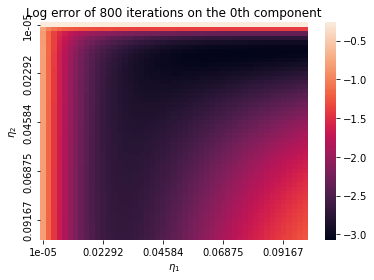 Log error of 800 iterations on the 0th component
η₂
1e-05
0.02292
0.04584
0.06875
0.09167
1e-05
0.02292
0.04584
0.06875
0.09167
η₁
−0.5
−1.0
−1.5
−2.0
−2.5
−3.0